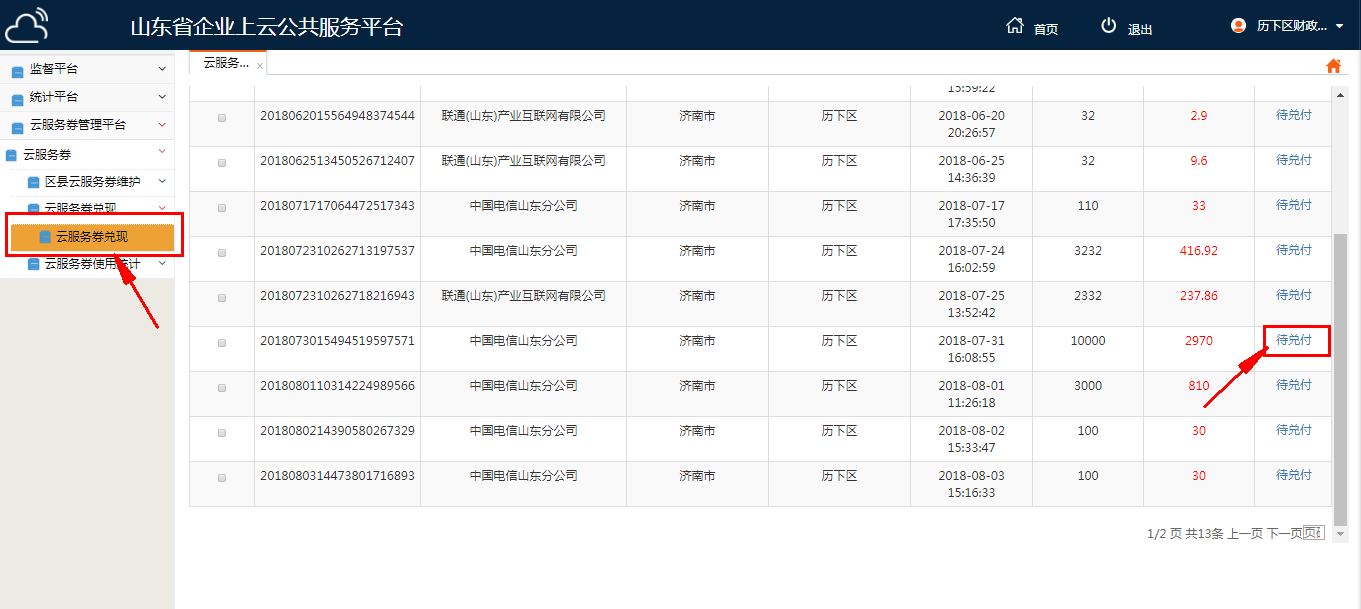 山东省企业上云公共服务平台
首页
退出
历下区财政...
监督平台
统计平台
云服务券管理平台
云服务券
区县云服务券维护
云服务券兑现
云服务券兑现
云服务券使用统计
云服务... x
15:59:22
2018062015564948374544 联通(山东)产业互联网有限公司 济南市 历下区 2018-06-20 32 2.9 待兑付
20:26:57
2018062513450526712407 联通(山东)产业互联网有限公司 济南市 历下区 2018-06-25 32 9.6 待兑付
14:36:39
2018071717064472517343 中国电信山东分公司 济南市 历下区 2018-07-17 110 33 待兑付
17:35:50
2018072310262713197537 中国电信山东分公司 济南市 历下区 2018-07-24 3232 416.92 待兑付
16:02:59
2018072310262718216943 联通(山东)产业互联网有限公司 济南市 历下区 2018-07-25 2332 237.86 待兑付
13:52:42
2018073015494519597571 中国电信山东分公司 济南市 历下区 2018-07-31 10000 2970 待兑付
16:08:55
2018080110314224989566 中国电信山东分公司 济南市 历下区 2018-08-01 3000 810 待兑付
11:26:18
2018080214390580267329 中国电信山东分公司 济南市 历下区 2018-08-02 100 30 待兑付
15:33:47
2018080314473801716893 中国电信山东分公司 济南市 历下区 2018-08-03 100 30 待兑付
15:16:33
1/2 页 共13条 上一页 下一页